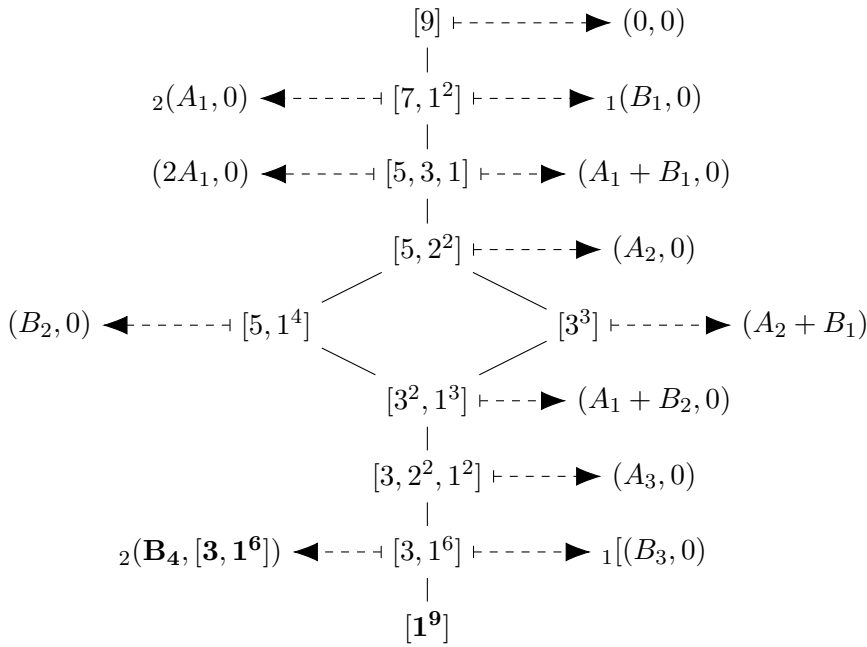 [9] (0, 0)
₂(A₁, 0) [7, 1²] ₁(B₁, 0)
(2A₁, 0) [5, 3, 1] (A₁ + B₁, 0)
[5, 2²] (A₂, 0)
(B₂, 0) [5, 1⁴] [3³] (A₂ + B₁)
[3², 1³] (A₁ + B₂, 0)
[3, 2², 1²] (A₃, 0)
₂(B₄, [3, 1⁶]) [3, 1⁶] ₁[(B₃, 0)
[1⁹]